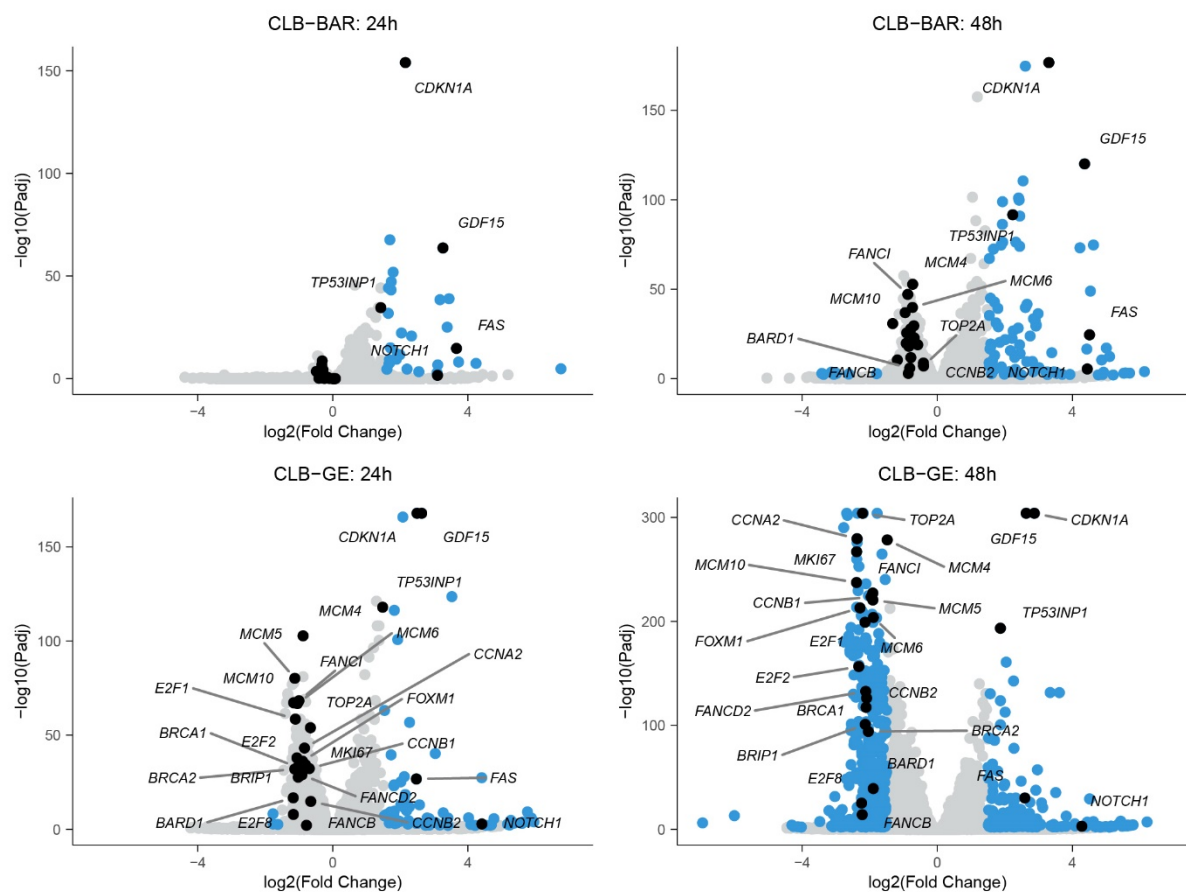 CLB−BAR: 24h
150
100
50
0
−log10(Padj)
CDKN1A
GDF15
TP53INP1
FAS
NOTCH1
−4
0
4
log2(Fold Change)
CLB−BAR: 48h
150
100
50
0
−log10(Padj)
CDKN1A
GDF15
TP53INP1
FANCI
MCM4
MCM6
MCM10
TOP2A
FAS
BARD1
FANCB
CCNB2
NOTCH1
−4
0
4
log2(Fold Change)
CLB−GE: 24h
150
100
50
0
−log10(Padj)
CDKN1A
GDF15
TP53INP1
MCM4
MCM5
MCM6
FANCI
CCNA2
MCM10
E2F1
TOP2A
FOXM1
BRCA1
E2F2
MKI67
CCNB1
BRCA2
BRIP1
FAS
FANCD2
BARD1
E2F8
FANCB
CCNB2
NOTCH1
−4
0
4
log2(Fold Change)
CLB−GE: 48h
300
200
100
0
−log10(Padj)
CCNA2
TOP2A
CDKN1A
GDF15
MCM10
MKI67
FANCI
MCM4
CCNB1
MCM5
TP53INP1
FOXM1
E2F1
MCM6
E2F2
CCNB2
FANCD2
BRCA1
BRCA2
BRIP1
BARD1
E2F8
FAS
NOTCH1
FANCB
−4
0
4
log2(Fold Change)